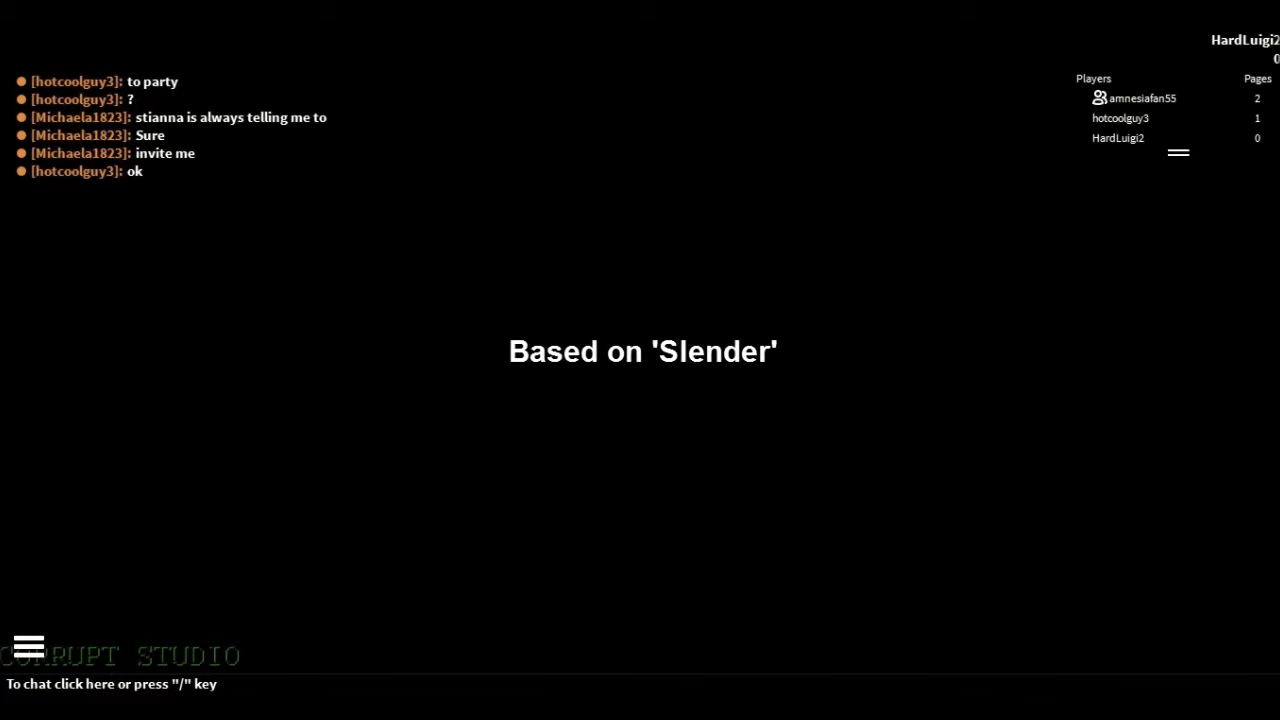 HardLuigi2
0
[hotcoolguy3]: to party
[hotcoolguy3]: ?
[Michaela1823]: stianna is always telling me to
[Michaela1823]: Sure
[Michaela1823]: invite me
[hotcoolguy3]: ok
Players Pages
amnesiafan55 2
hotcoolguy3 1
HardLuigi2 0
Based on 'Slender'
CORRUPT STUDIO
To chat click here or press "/" key